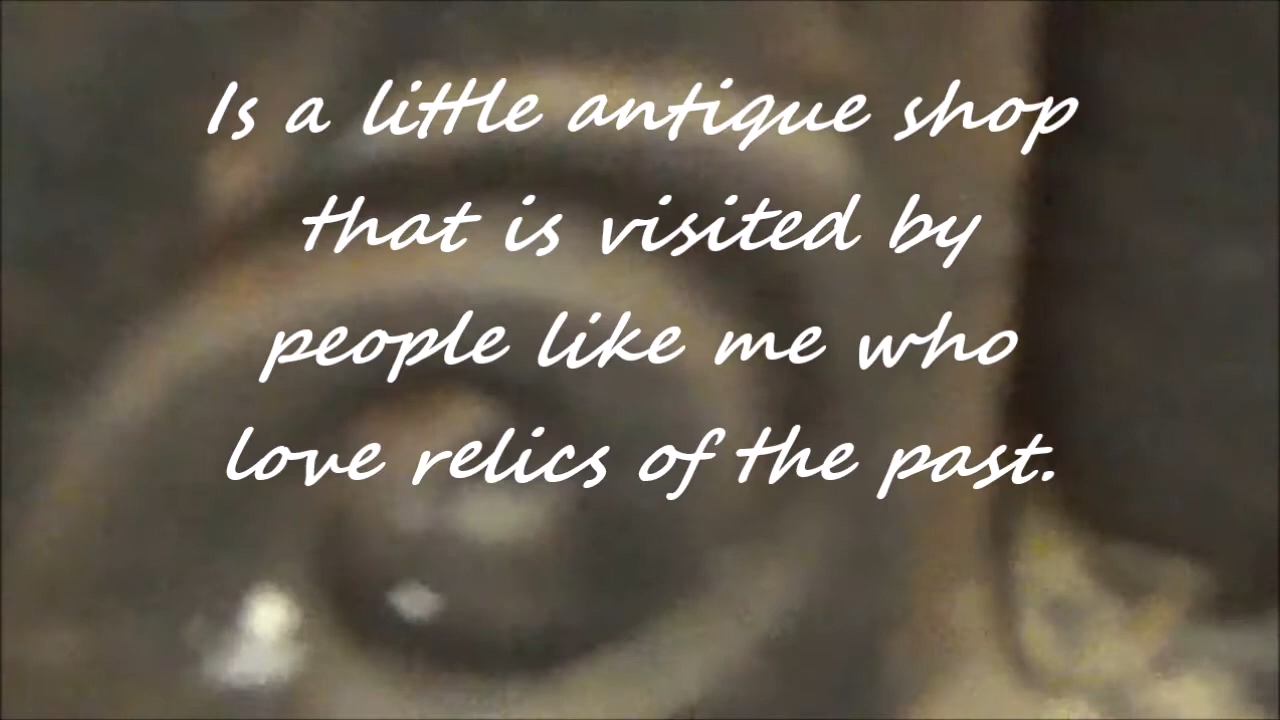 Is a little antique shop
that is visited by
people like me who
love relics of the past.